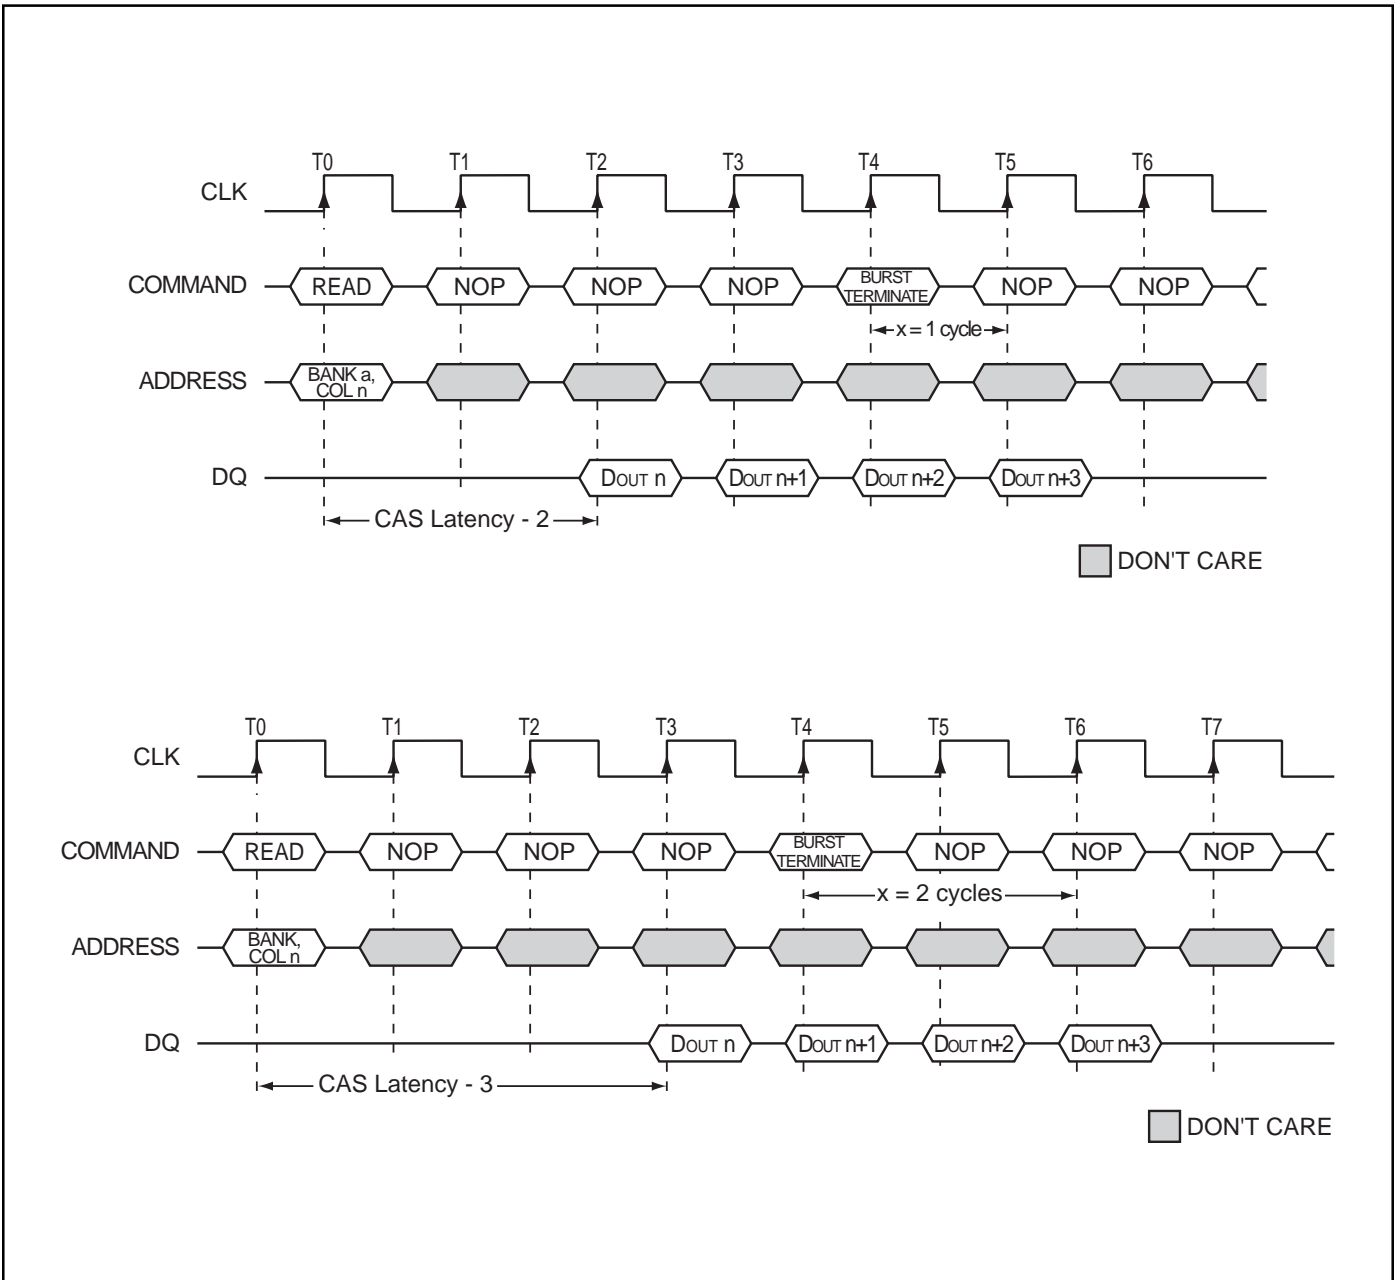 T0 T1 T2 T3 T4 T5 T6
CLK
COMMAND READ NOP NOP NOP BURST TERMINATE NOP NOP
x = 1 cycle
ADDRESS BANK a, COL n
DQ DOUT n DOUT n+1 DOUT n+2 DOUT n+3
CAS Latency - 2
DON'T CARE
T0 T1 T2 T3 T4 T5 T6 T7
CLK
COMMAND READ NOP NOP NOP BURST TERMINATE NOP NOP NOP
x = 2 cycles
ADDRESS BANK, COL n
DQ DOUT n DOUT n+1 DOUT n+2 DOUT n+3
CAS Latency - 3
DON'T CARE